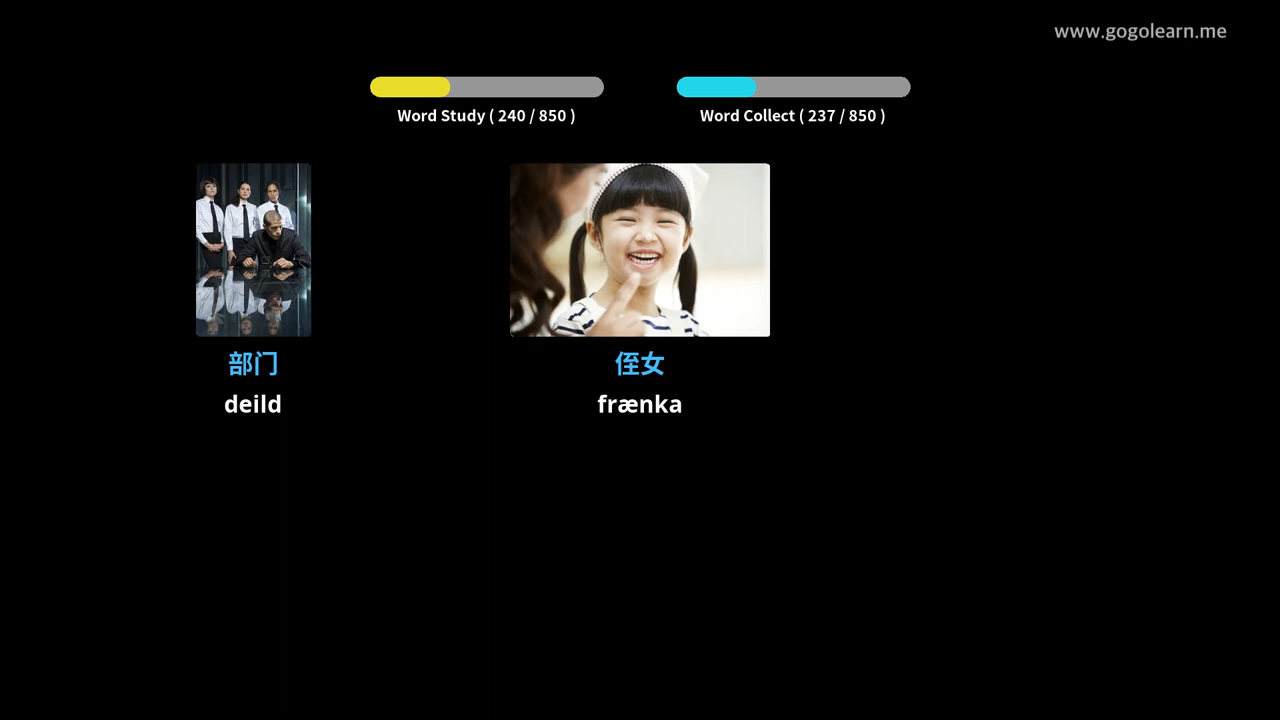 www.gogolearn.me
Word Study ( 240 / 850 )
Word Collect ( 237 / 850 )
部门
deild
侄女
frænka